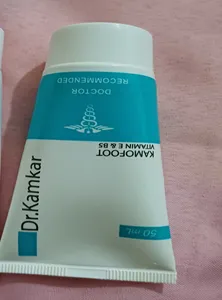 DOCTOR
RECOMMENDED
KAMOFOOT
VITAMIN E & B5
Dr.Kamkar
50 mL